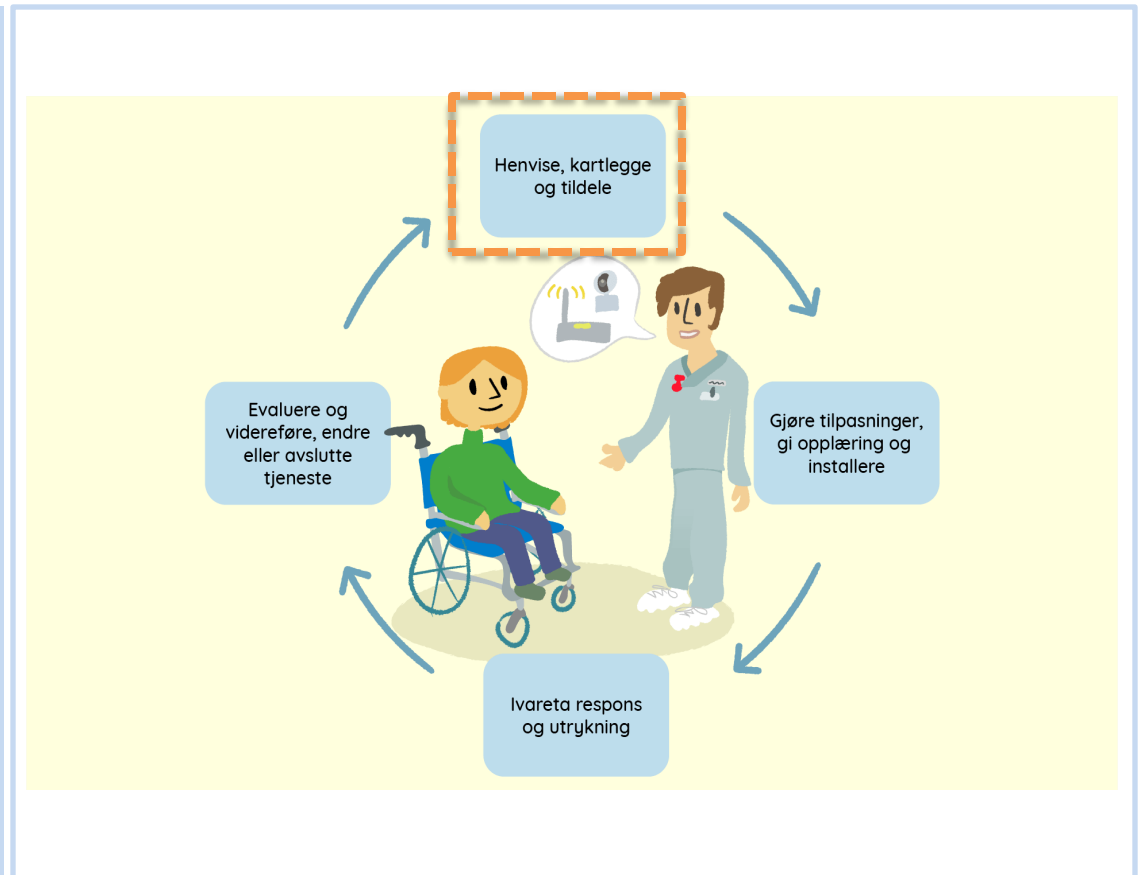 Henvise, kartlegge
og tildele
Gjøre tilpasninger,
gi opplæring og
installere
Ivareta respons
og utrykning
Evaluere og
videreføre, endre
eller avslutte
tjeneste